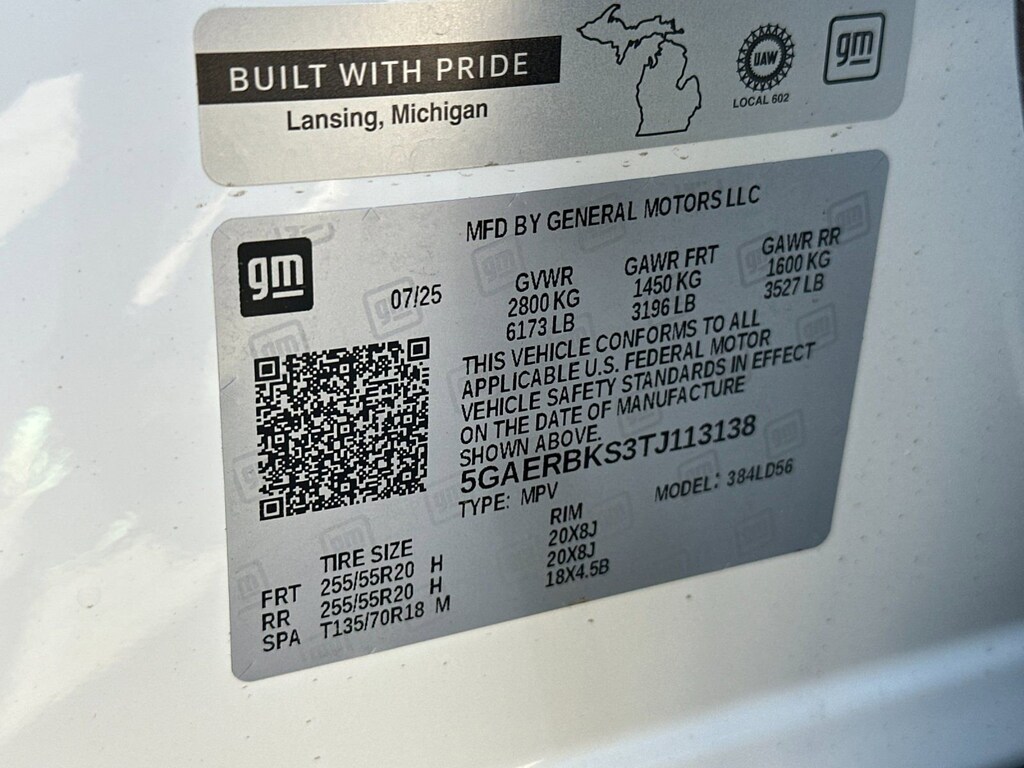 BUILT WITH PRIDE
Lansing, Michigan
UAW
LOCAL 602
gm
MFD BY GENERAL MOTORS LLC
gm
07/25
GVWR GAWR FRT GAWR RR
2800 KG 1450 KG 1600 KG
6173 LB 3196 LB 3527 LB
THIS VEHICLE CONFORMS TO ALL
APPLICABLE U.S. FEDERAL MOTOR
VEHICLE SAFETY STANDARDS IN EFFECT
ON THE DATE OF MANUFACTURE
SHOWN ABOVE.
5GAERBKS3TJ113138
TYPE: MPV MODEL: 384LD56
TIRE SIZE RIM
FRT 255/55R20 H 20X8J
RR 255/55R20 H 20X8J
SPA T135/70R18 M 18X4.5B